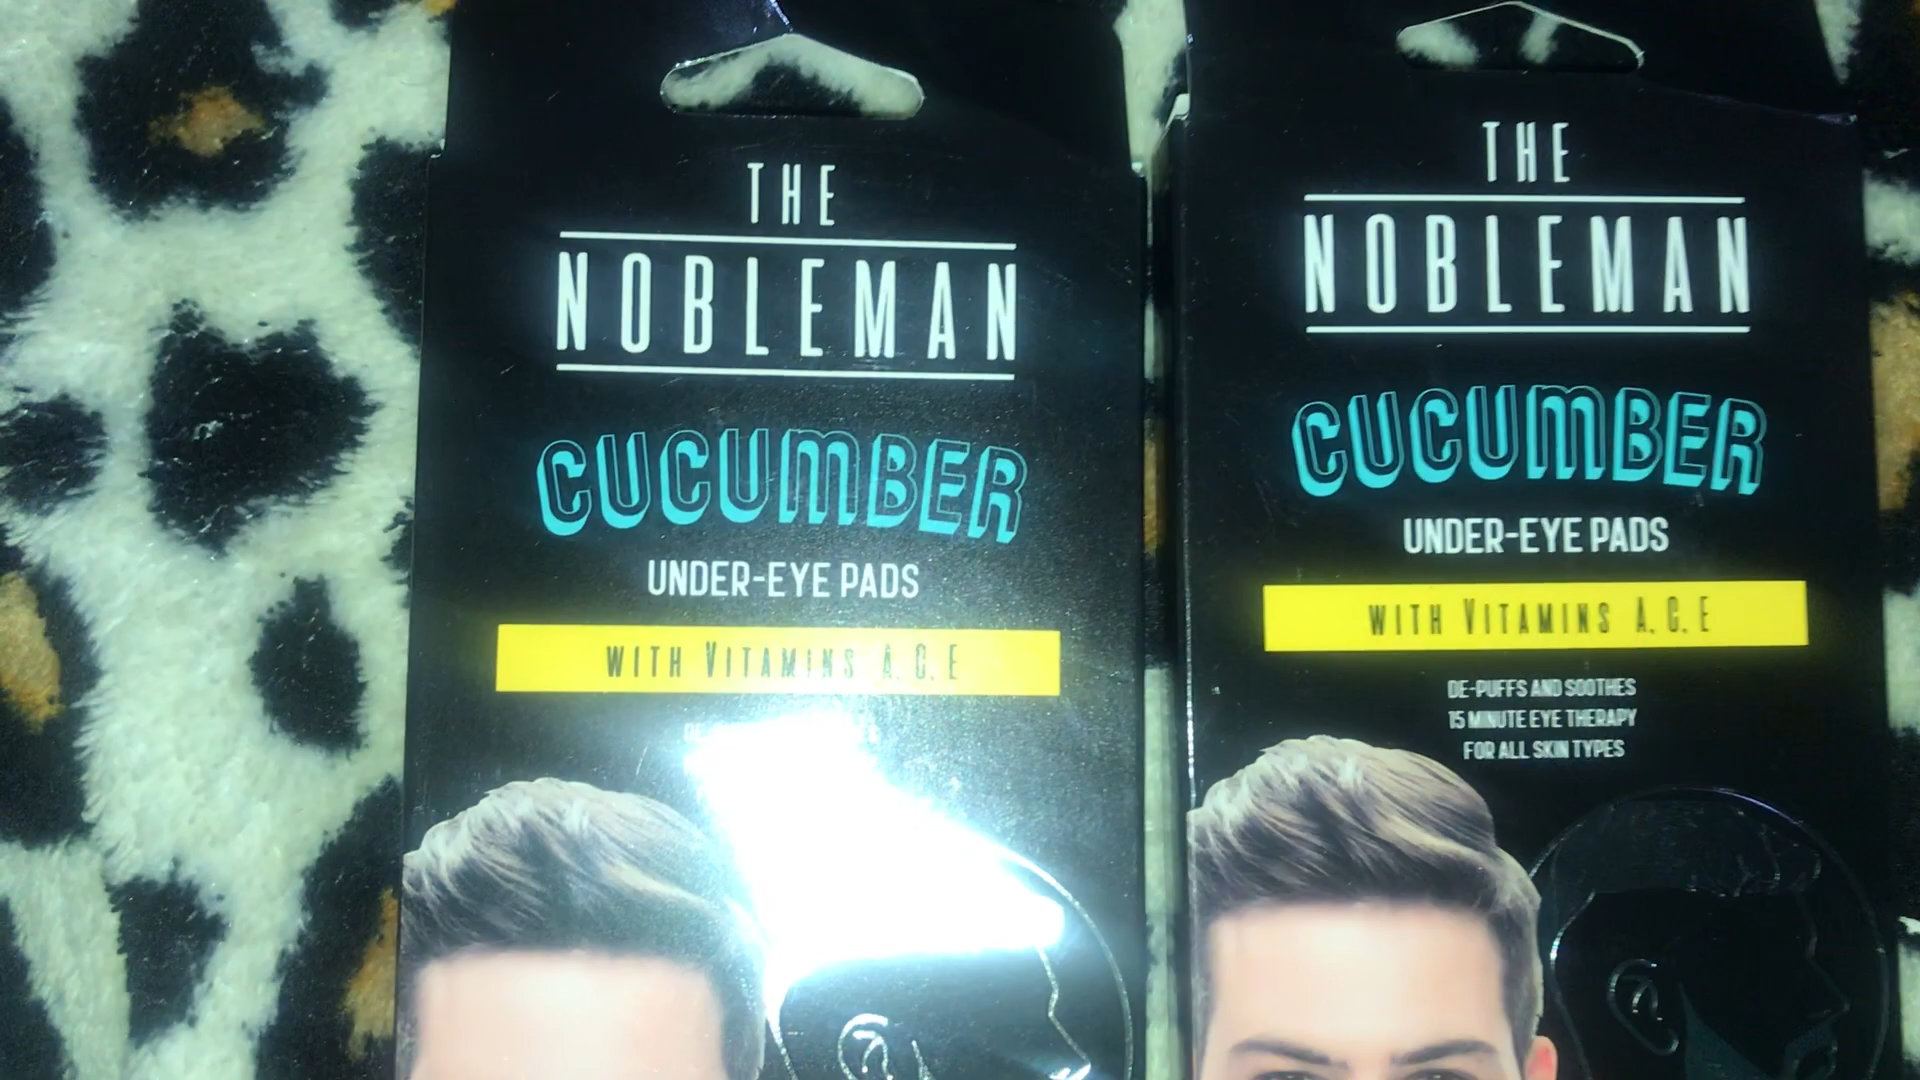 THE
NOBLEMAN
CUCUMBER
UNDER-EYE PADS
WITH VITAMINS A, C, E
THE
NOBLEMAN
CUCUMBER
UNDER-EYE PADS
WITH VITAMINS A, C, E
DE-PUFFS AND SOOTHES
15 MINUTE EYE THERAPY
FOR ALL SKIN TYPES